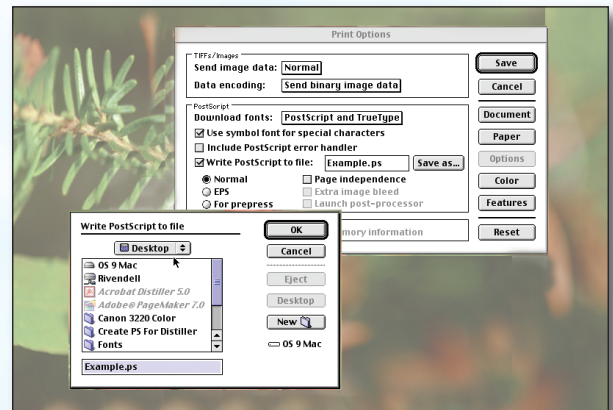 Print Options
TIFFs/Images
Send image data: Normal
Data encoding: Send binary image data
PostScript
Download fonts: PostScript and TrueType
Use symbol font for special characters
Include PostScript error handler
Write PostScript to file: Example.ps Save as...
Normal Page independence
EPS Extra image bleed
For prepress Launch post-processor
mory information
Save
Cancel
Document
Paper
Options
Color
Features
Reset
Write PostScript to file
Desktop
OS 9 Mac
Rivendell
Acrobat Distiller 5.0
Adobe® PageMaker 7.0
Canon 3220 Color
Create PS For Distiller
Fonts
Example.ps
OK
Cancel
Eject
Desktop
New
OS 9 Mac